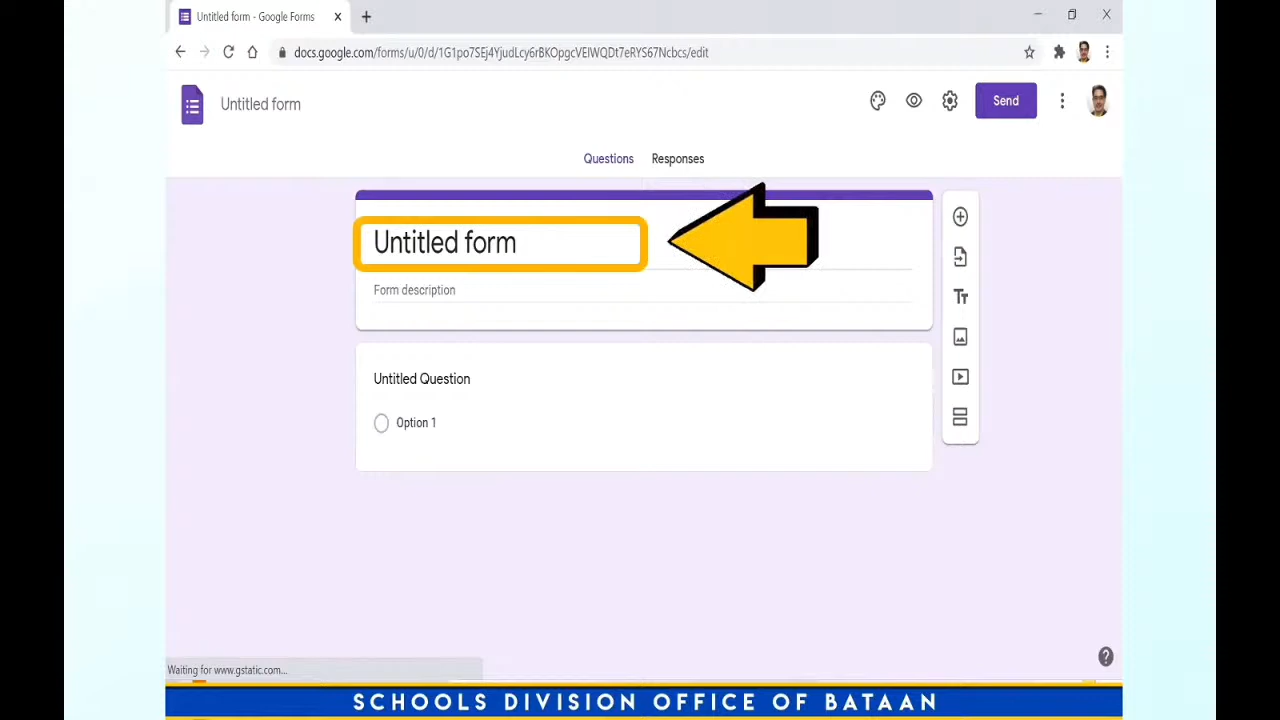 Untitled form - Google Forms
docs.google.com/forms/u/0/d/1G1po7SEj4YjudLcy6rBKOpgcVEIWQDt7eRYS67Ncbcs/edit
Untitled form
Send
Questions Responses
Untitled form
Form description
Untitled Question
Option 1
Waiting for www.gstatic.com...
SCHOOLS DIVISION OFFICE OF BATAAN